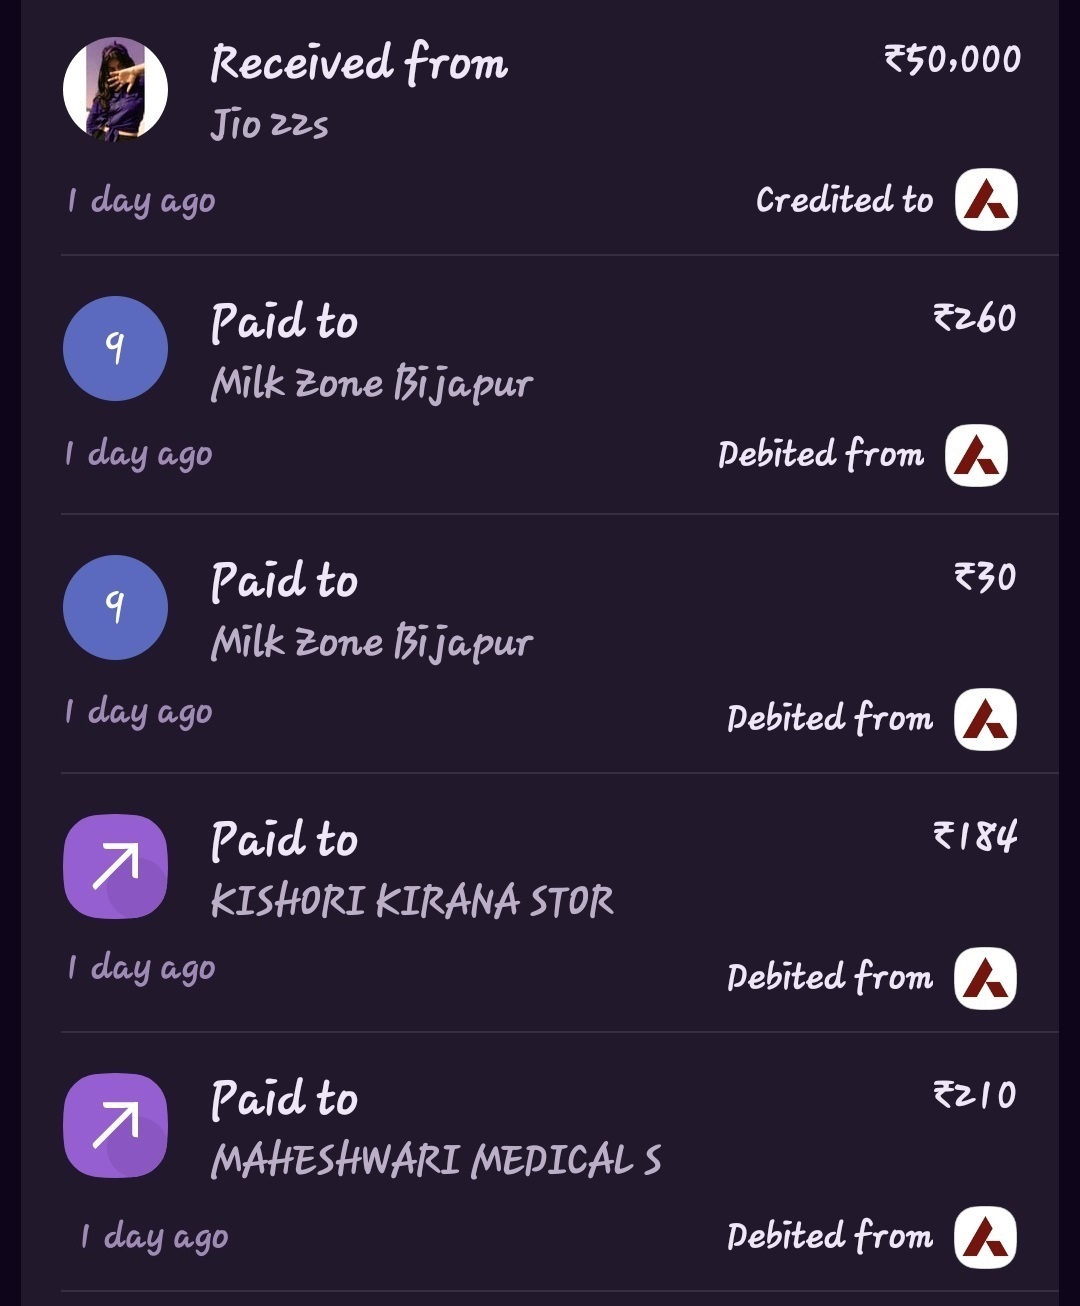 Received from
₹50,000
Jio zzs
1 day ago
Credited to
9
Paid to
₹260
Milk Zone Bijapur
1 day ago
Debited from
9
Paid to
₹30
Milk Zone Bijapur
1 day ago
Debited from
Paid to
₹184
KISHORI KIRANA STOR
1 day ago
Debited from
Paid to
₹210
MAHESHWARI MEDICAL S
1 day ago
Debited from